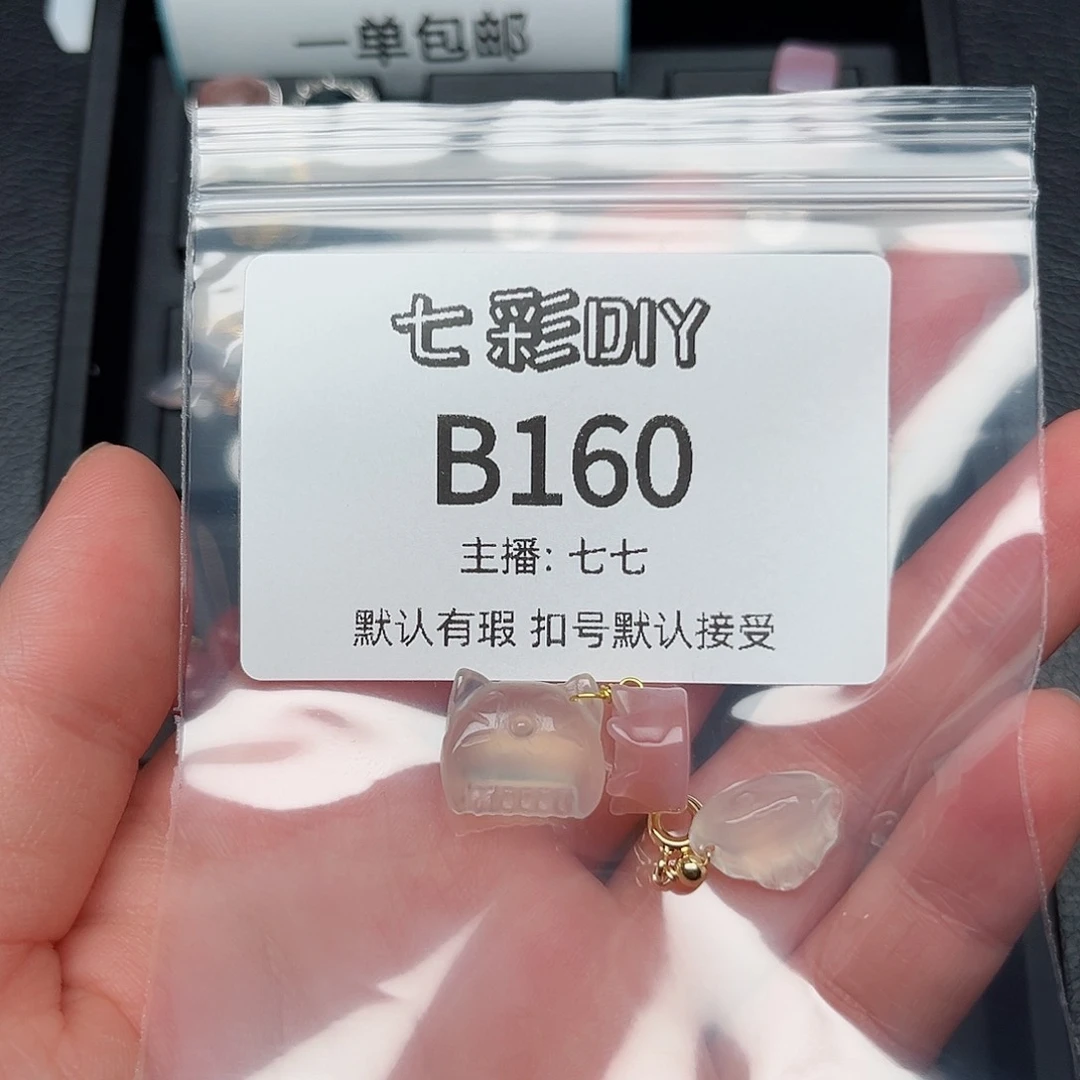 一单包邮
七彩DIY
B160
主播: 七七
默认有瑕 扣号默认接受